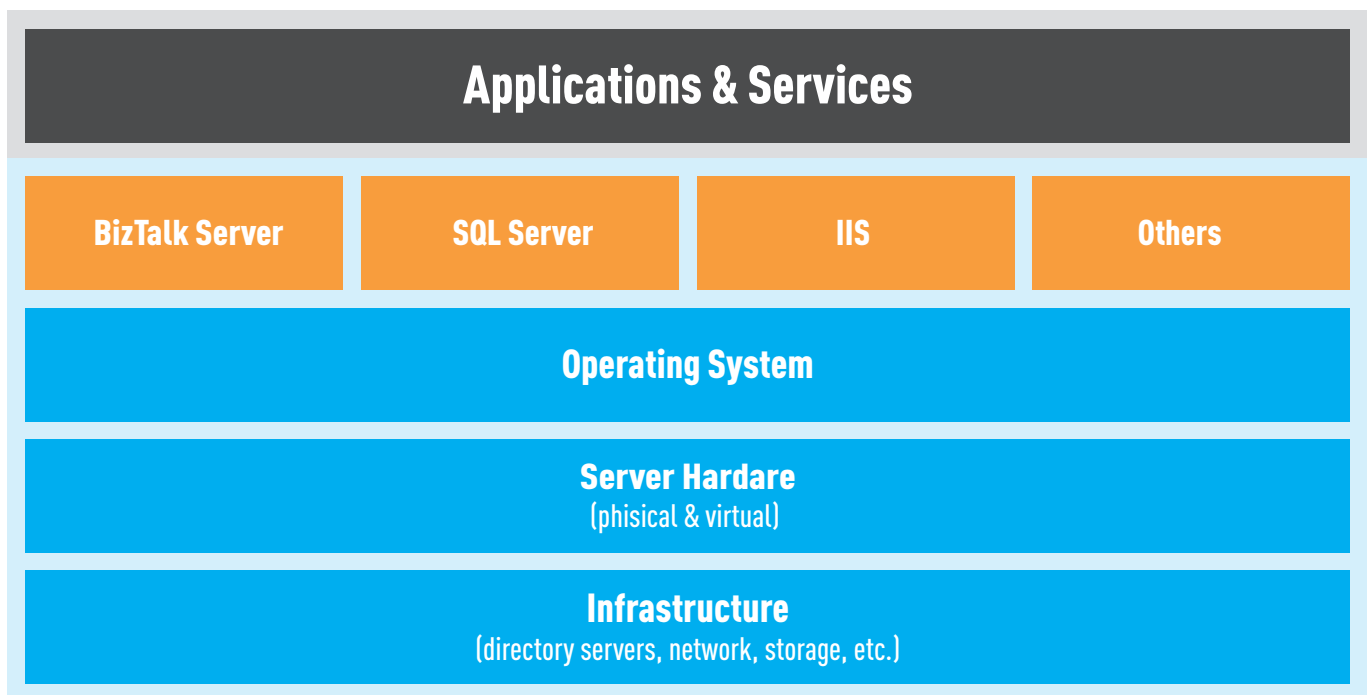 Applications & Services
BizTalk Server
SQL Server
IIS
Others
Operating System
Server Hardare
(phisical & virtual)
Infrastructure
(directory servers, network, storage, etc.)